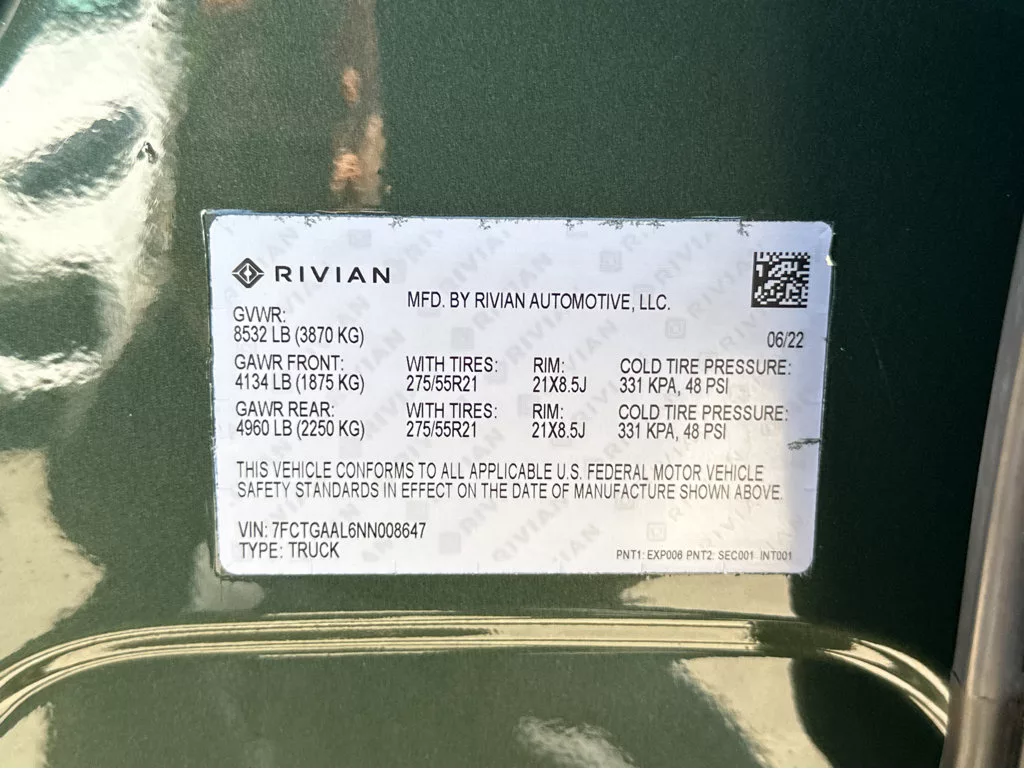 RIVIAN
MFD. BY RIVIAN AUTOMOTIVE, LLC.
GVWR:
8532 LB (3870 KG)
06/22
GAWR FRONT: WITH TIRES: RIM: COLD TIRE PRESSURE:
4134 LB (1875 KG) 275/55R21 21X8.5J 331 KPA, 48 PSI
GAWR REAR: WITH TIRES: RIM: COLD TIRE PRESSURE:
4960 LB (2250 KG) 275/55R21 21X8.5J 331 KPA, 48 PSI
THIS VEHICLE CONFORMS TO ALL APPLICABLE U.S. FEDERAL MOTOR VEHICLE
SAFETY STANDARDS IN EFFECT ON THE DATE OF MANUFACTURE SHOWN ABOVE.
VIN: 7FCTGAAL6NN008647
TYPE: TRUCK
PNT1: EXP006 PNT2: SEC001 INT001